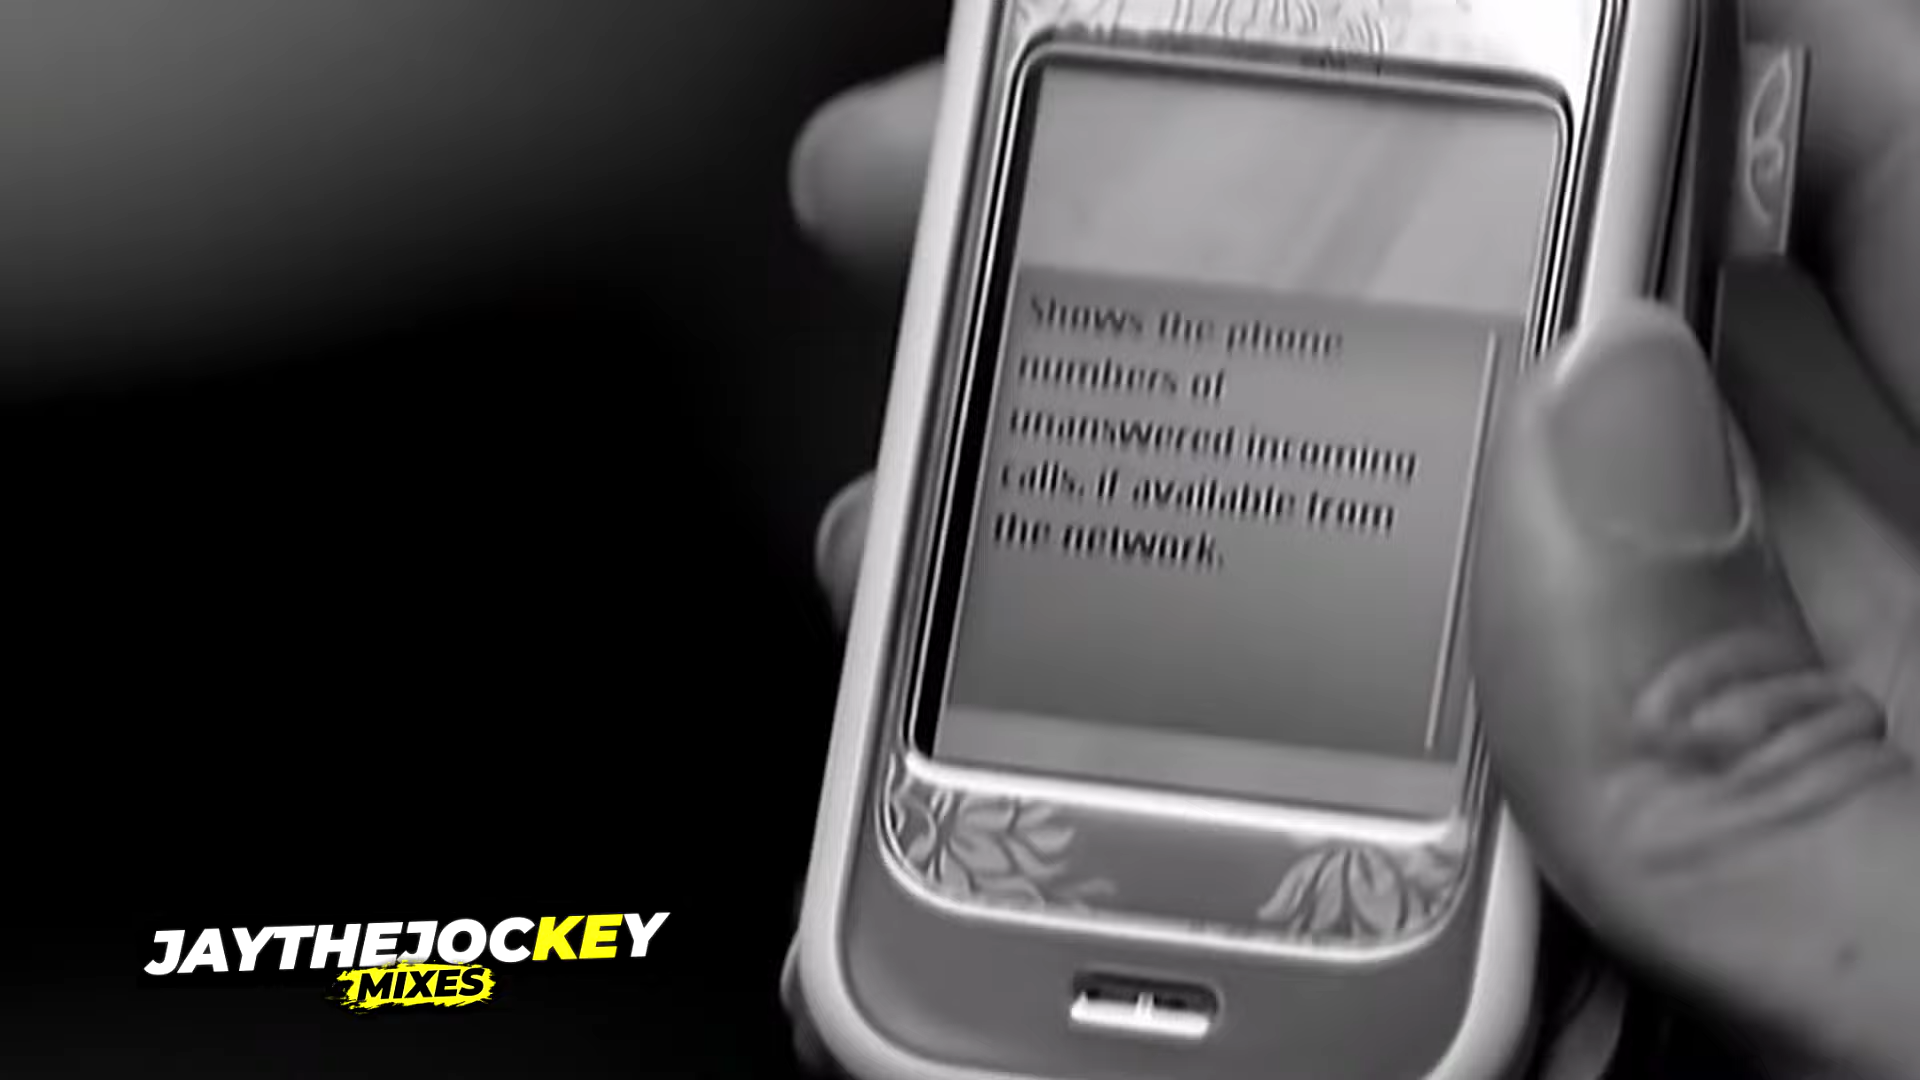 Shows the phone
numbers of
unanswered incoming
calls, if available from
the network.
JAYTHEJOCKEY
MIXES